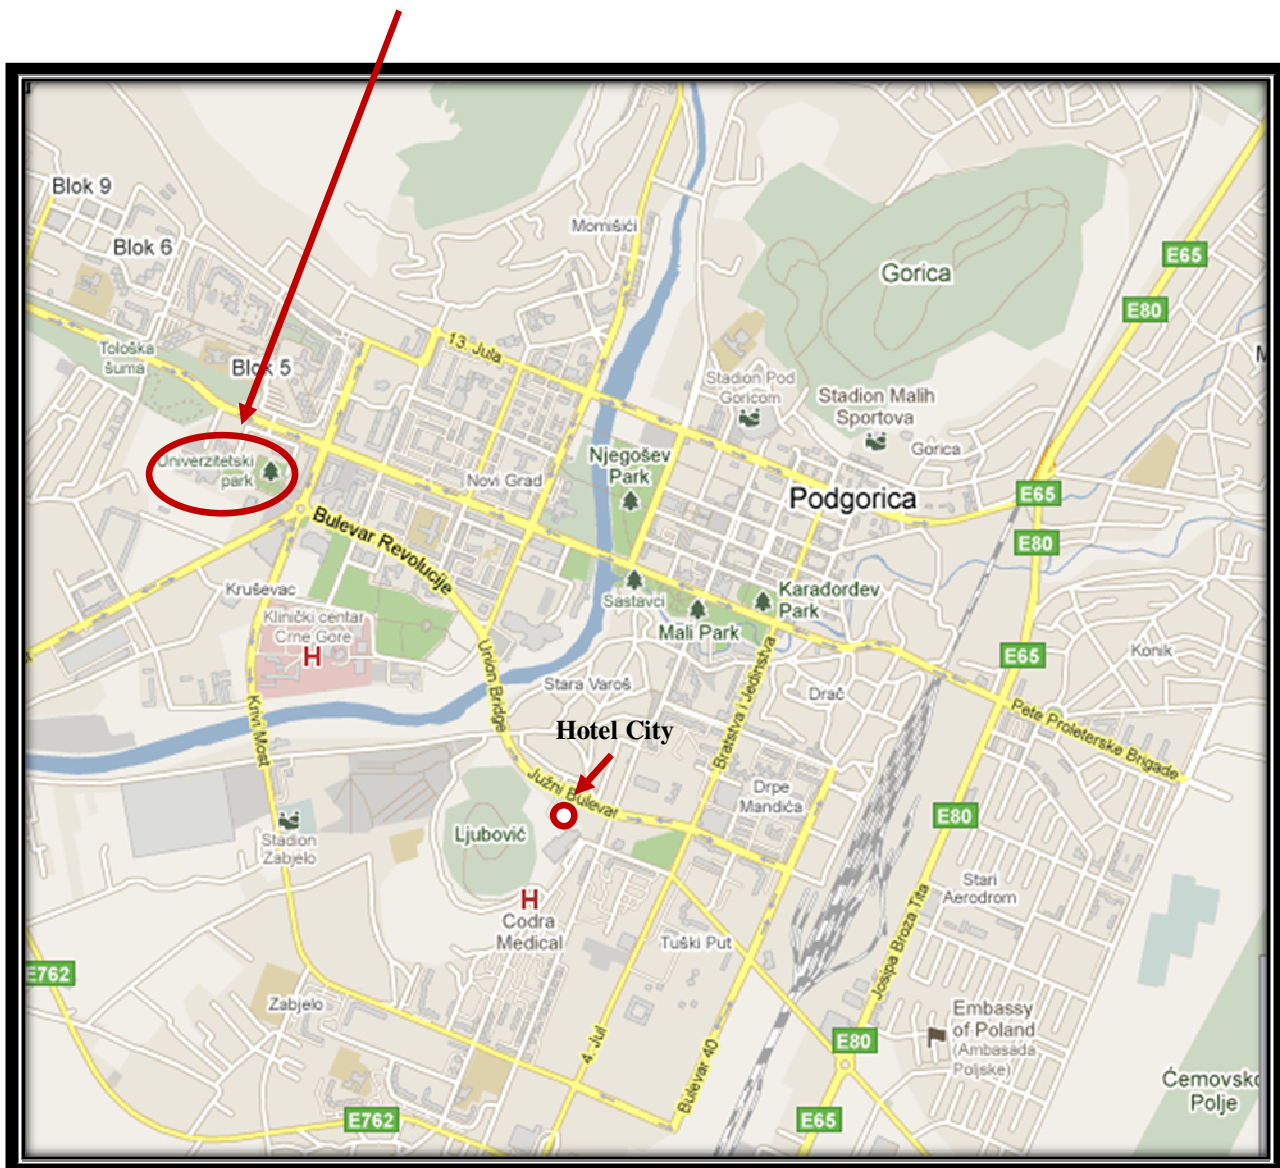 Blok 9
Blok 6
Momišići
Gorica
E65
E80
13. Jula
Tološka
šuma
Blok 5
Stadion Pod
Goricom
Stadion Malih
Sportova
Gorica
Univerzitetski
park
Novi Grad
Njegošev
Park
Podgorica
E65
E80
Bulevar Revolucije
Kruševac
Klinički centar
Crne Gore
H
Sastavci
Mali Park
Karađorđev
Park
E65
Konik
Union Bridge
Stara Varoš
Bratstva i Jedinstva
Drač
Krivi Most
Pete Proleterske Brigade
Hotel City
Južni Bulevar
Drpe
Mandića
E80
Stadion
Zabjelo
Ljubović
H
Codra
Medical
Tuški Put
Stari
Aerodrom
Josipa Broza Tita
E762
Zabjelo
4. Jul
Bulevar 40
E80
Embassy
of Poland
(Ambasada
Poljske)
E762
E65
Ćemovsko
Polje